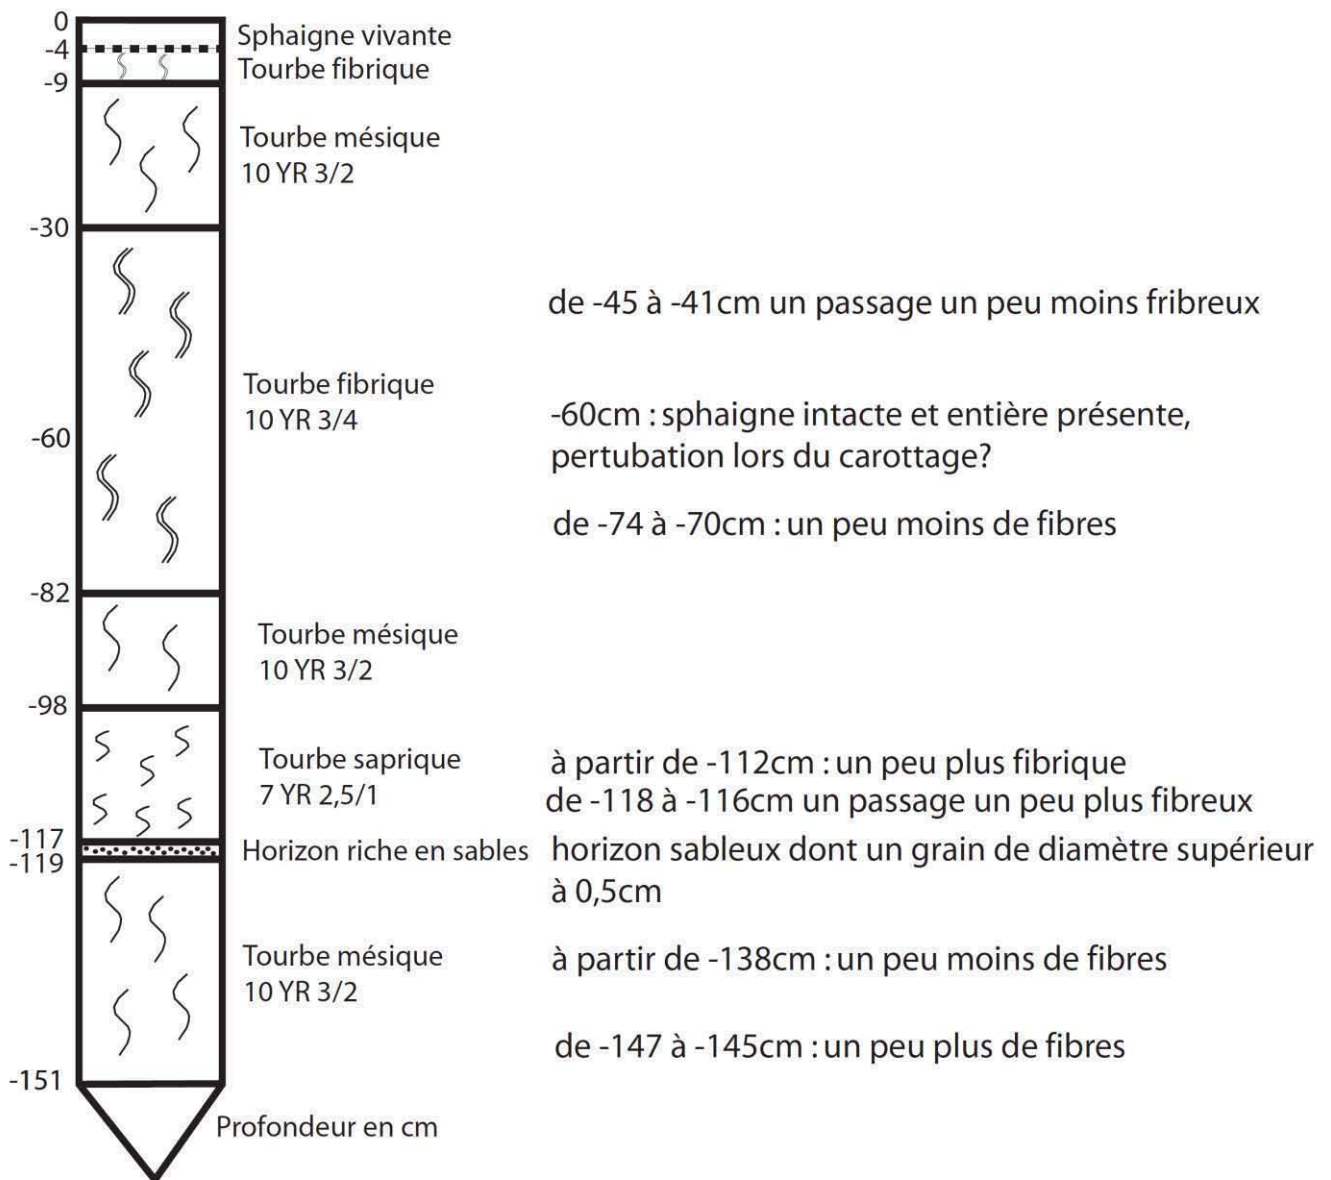 0
-4
Sphaigne vivante
Tourbe fibrique
-9
Tourbe mésique
10 YR 3/2
-30
de -45 à -41cm un passage un peu moins fribreux
Tourbe fibrique
10 YR 3/4
-60
-60cm : sphaigne intacte et entière présente,
pertubation lors du carottage?
de -74 à -70cm : un peu moins de fibres
-82
Tourbe mésique
10 YR 3/2
-98
Tourbe saprique
7 YR 2,5/1
à partir de -112cm : un peu plus fibrique
de -118 à -116cm un passage un peu plus fibreux
-117
-119
Horizon riche en sables
horizon sableux dont un grain de diamètre supérieur
à 0,5cm
Tourbe mésique
10 YR 3/2
à partir de -138cm : un peu moins de fibres
de -147 à -145cm : un peu plus de fibres
-151
Profondeur en cm